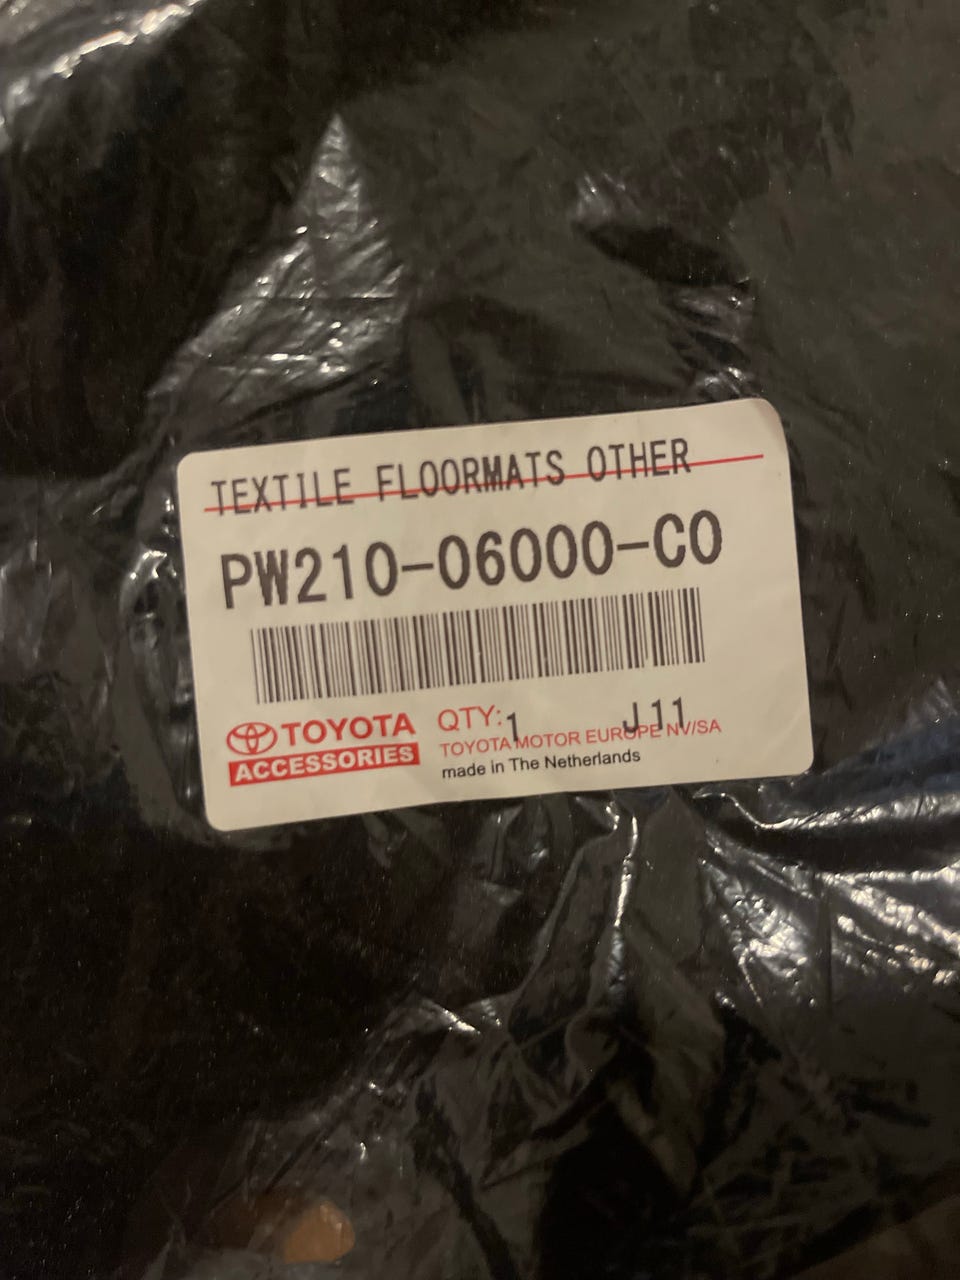 TEXTILE FLOORMATS OTHER
PW210-06000-C0
TOYOTA
ACCESSORIES
QTY: 1 J11
TOYOTA MOTOR EUROPE NV/SA
made in The Netherlands